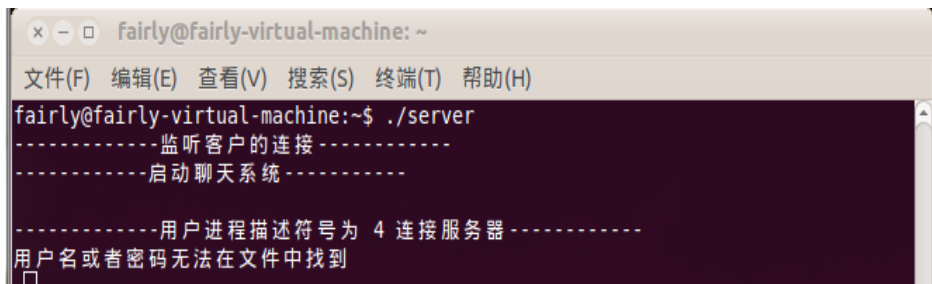 fairly@fairly-virtual-machine: ~
文件(F) 编辑(E) 查看(V) 搜索(S) 终端(T) 帮助(H)
fairly@fairly-virtual-machine:~$ ./server
-------------监听客户的连接------------
------------启动聊天系统-----------
-------------用户进程描述符号为 4 连接服务器------------
用户名或者密码无法在文件中找到